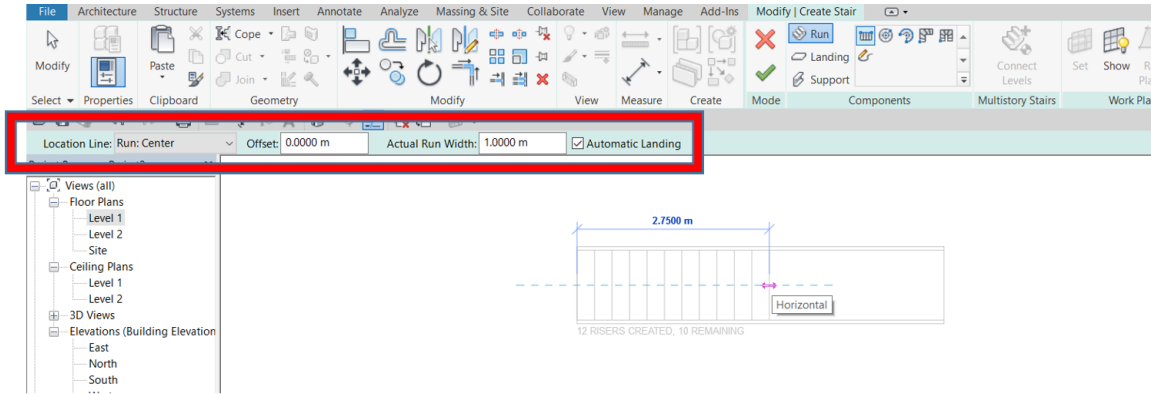 File Architecture Structure Systems Insert Annotate Analyze Massing & Site Collaborate View Manage Add-Ins Modify | Create Stair
Cope Run
Modify Paste Cut Landing Connect Levels Set Show
Join Support
Select Properties Clipboard Geometry Modify View Measure Create Mode Components Multistory Stairs Work
Location Line: Run: Center Offset: 0.0000 m Actual Run Width: 1.0000 m Automatic Landing
Views (all)
Floor Plans
Level 1
Level 2
Site
Ceiling Plans
Level 1
Level 2
3D Views
Elevations (Building Elevation
East
North
South
2.7500 m
Horizontal
12 RISERS CREATED, 10 REMAINING